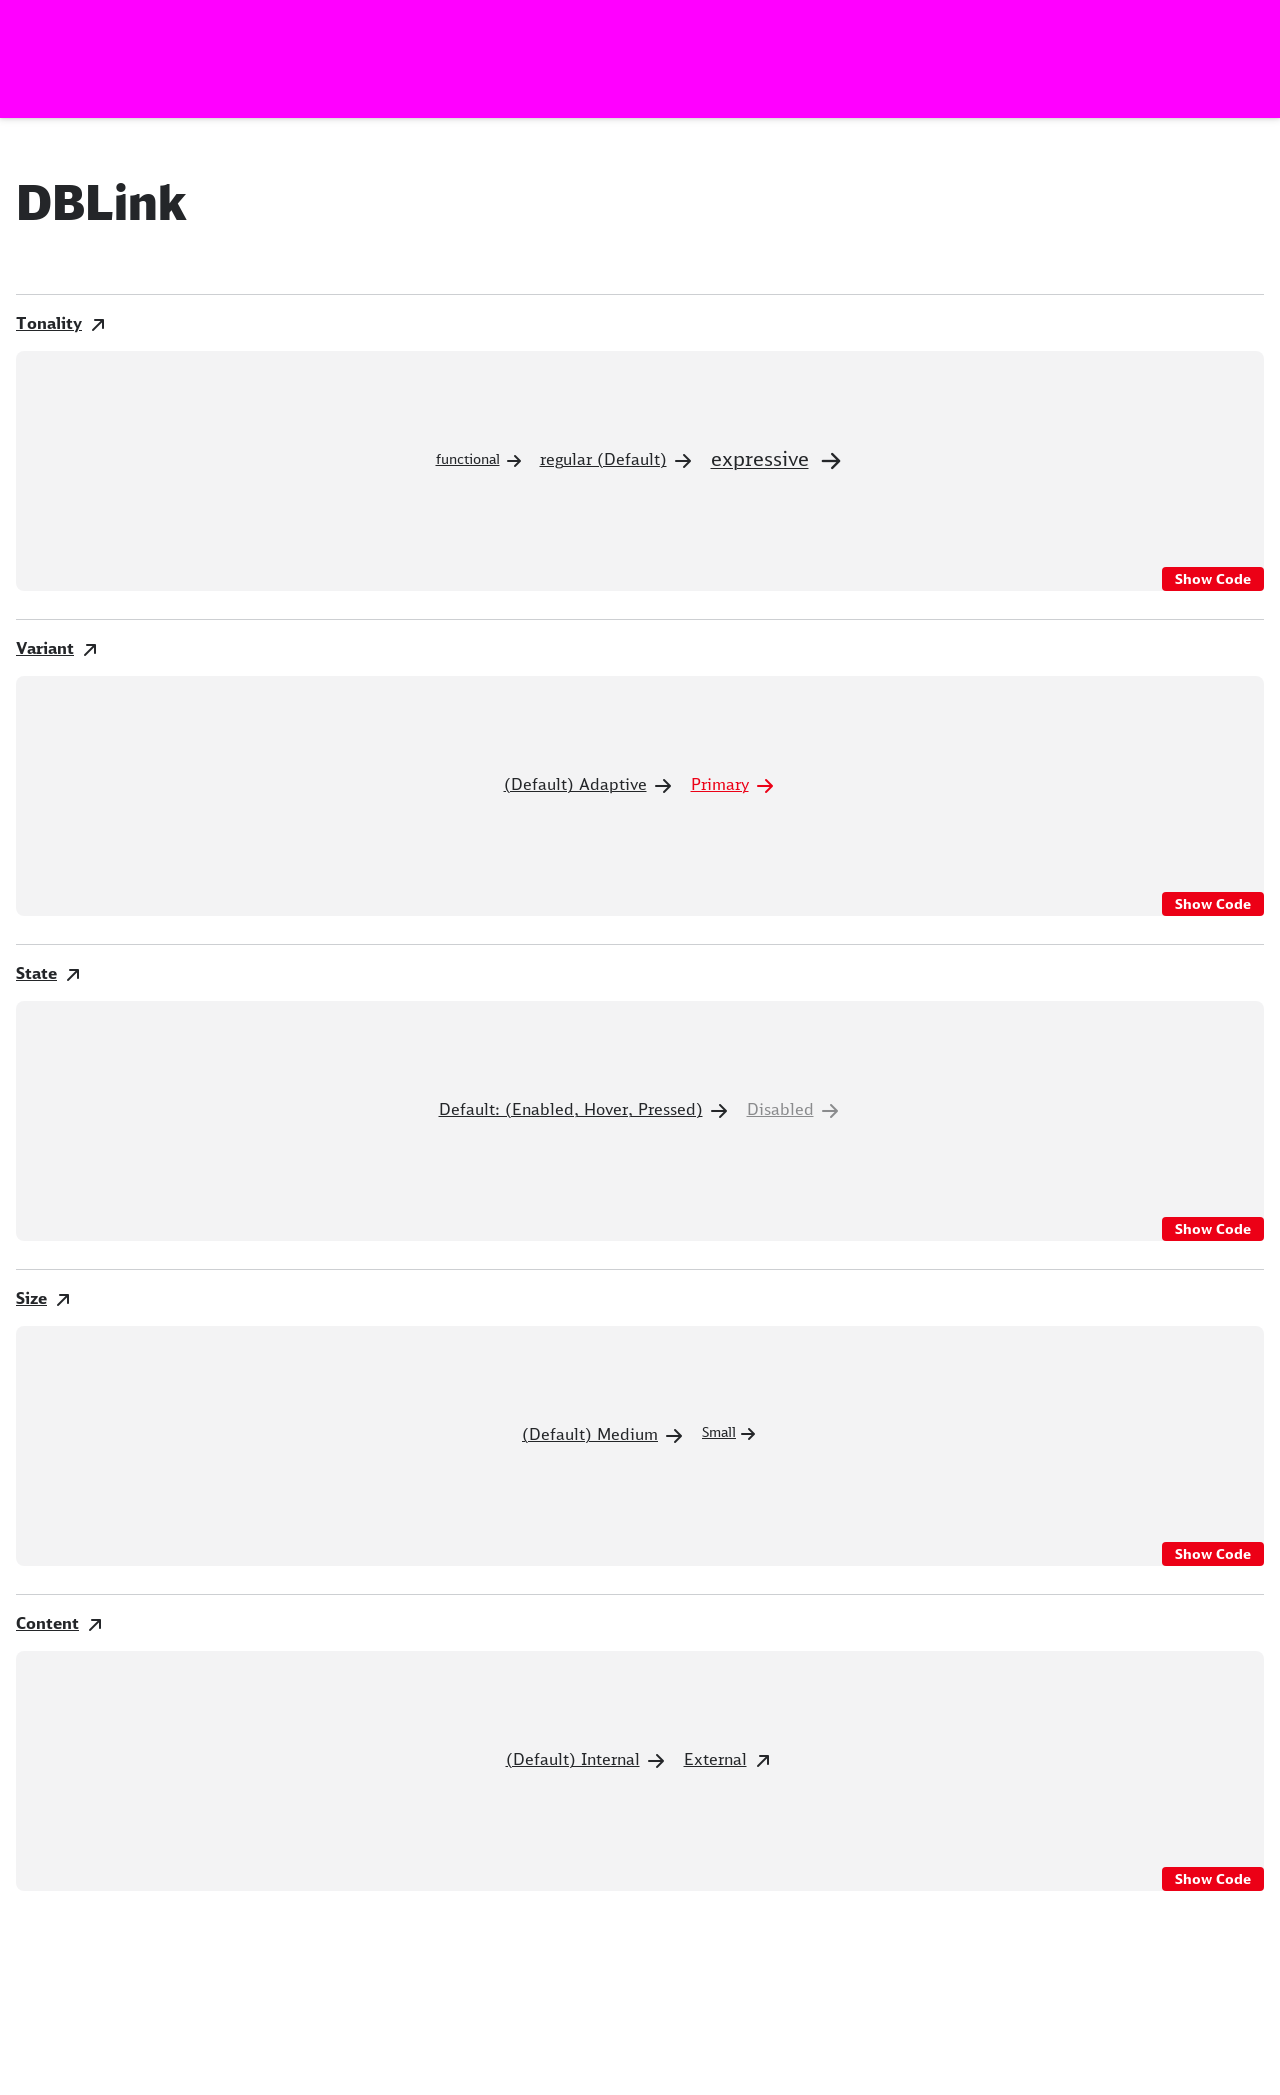 DBLink
Tonality
functional regular (Default) expressive
Show Code
Variant
(Default) Adaptive Primary
Show Code
State
Default: (Enabled, Hover, Pressed) Disabled
Show Code
Size
(Default) Medium Small
Show Code
Content
(Default) Internal External
Show Code